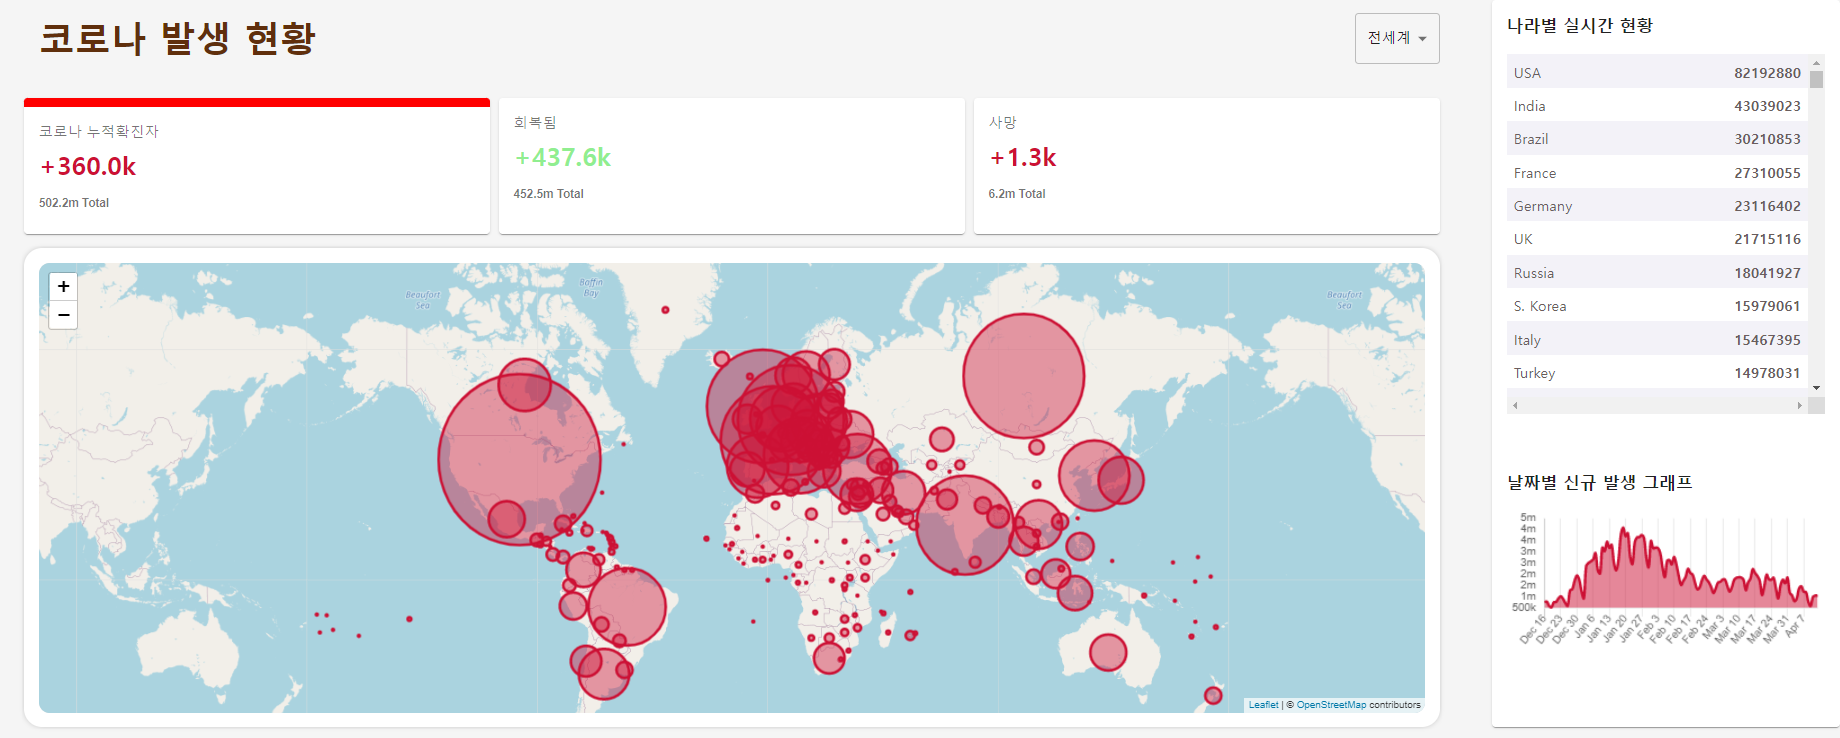 코로나 발생 현황
전세계
코로나 누적확진자
+360.0k
502.2m Total
회복됨
+437.6k
452.5m Total
사망
+1.3k
6.2m Total
+
−
Beaufort
Sea
Baffin
Bay
Beaufort
Sea
Leaflet | © OpenStreetMap contributors
나라별 실시간 현황
USA 82192880
India 43039023
Brazil 30210853
France 27310055
Germany 23116402
UK 21715116
Russia 18041927
S. Korea 15979061
Italy 15467395
Turkey 14978031
날짜별 신규 발생 그래프
5m
4m
4m
3m
3m
2m
2m
1m
500k
Dec 16
Dec 23
Dec 30
Jan 6
Jan 13
Jan 20
Jan 27
Feb 3
Feb 10
Feb 17
Feb 24
Mar 3
Mar 10
Mar 17
Mar 24
Mar 31
Apr 7